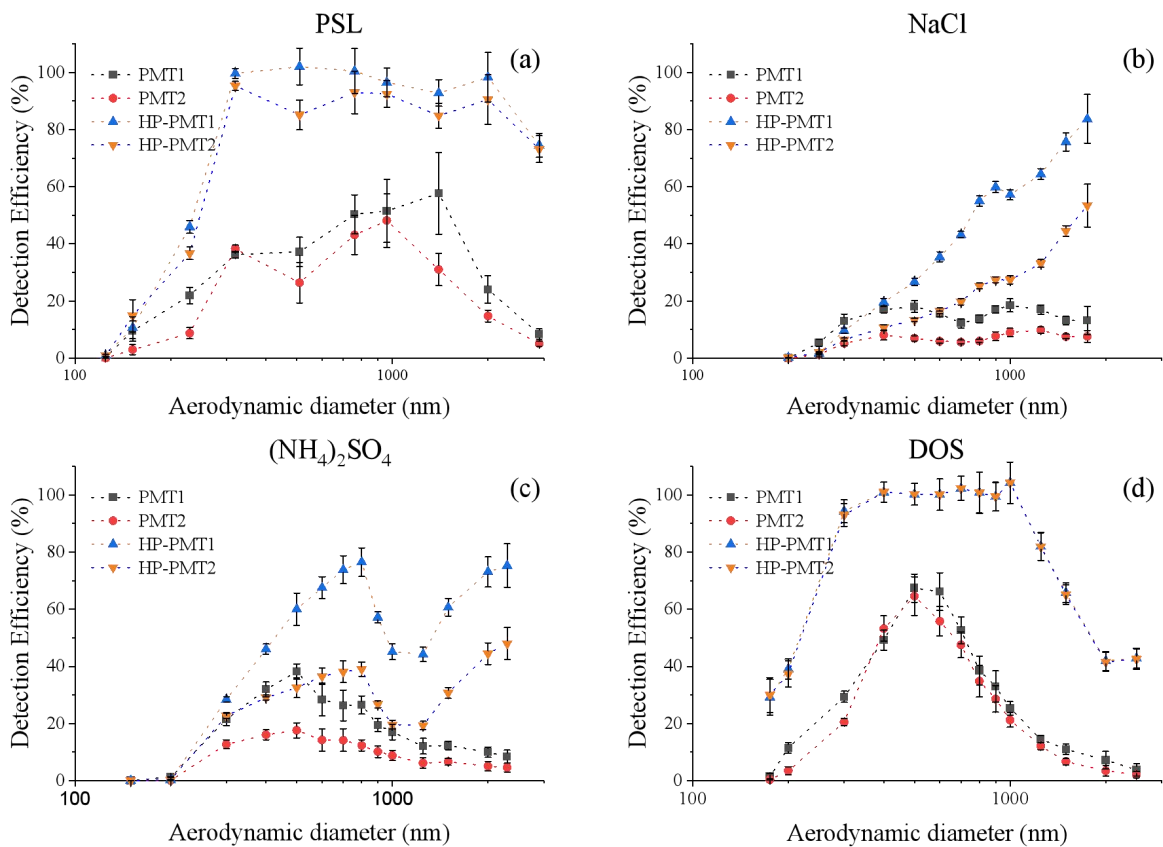 PSL
(a)
PMT1
PMT2
HP-PMT1
HP-PMT2
Detection Efficiency (%)
100
80
60
40
20
0
100
1000
Aerodynamic diameter (nm)
NaCl
(b)
PMT1
PMT2
HP-PMT1
HP-PMT2
Detection Efficiency (%)
100
80
60
40
20
0
100
1000
Aerodynamic diameter (nm)
(NH₄)₂SO₄
(c)
PMT1
PMT2
HP-PMT1
HP-PMT2
Detection Efficiency (%)
100
80
60
40
20
0
100
1000
Aerodynamic diameter (nm)
DOS
(d)
PMT1
PMT2
HP-PMT1
HP-PMT2
Detection Efficiency (%)
100
80
60
40
20
0
100
1000
Aerodynamic diameter (nm)